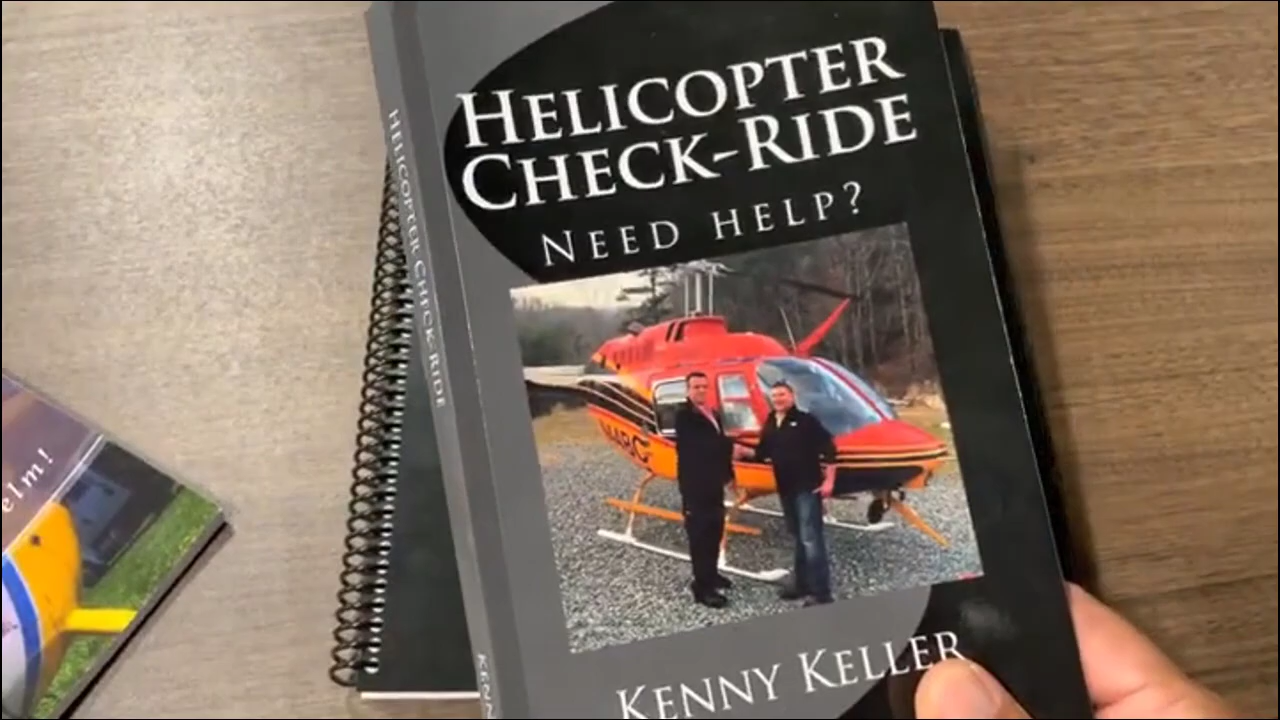 HELICOPTER
CHECK-RIDE
NEED HELP?
KENNY KELLER
HELICOPTER CHECK-RIDE
elm!